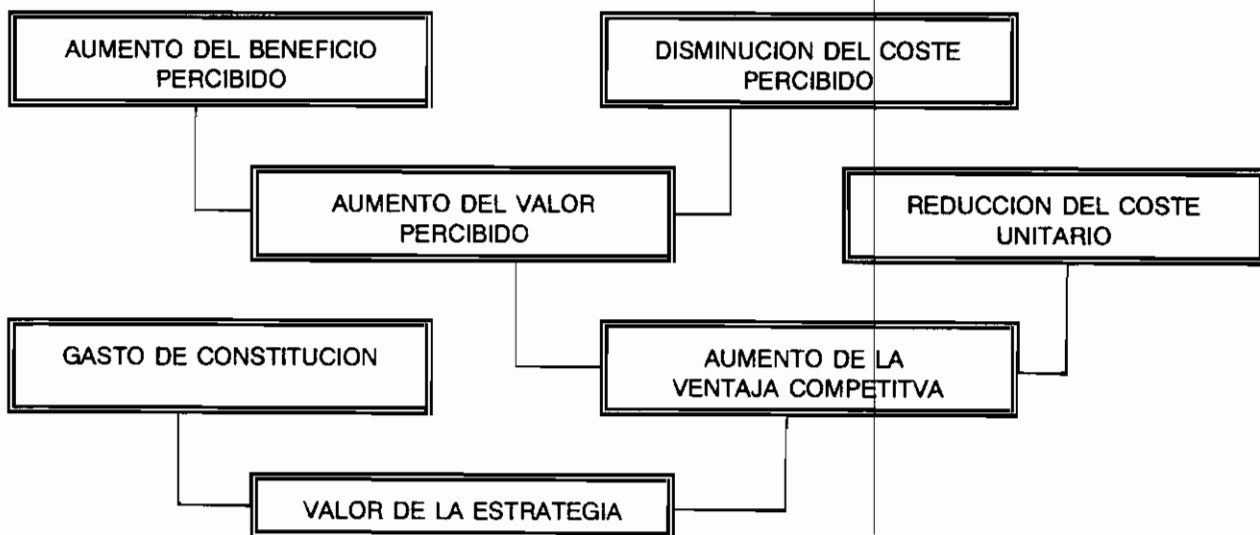 AUMENTO DEL BENEFICIO
PERCIBIDO
DISMINUCION DEL COSTE
PERCIBIDO
AUMENTO DEL VALOR
PERCIBIDO
REDUCCION DEL COSTE
UNITARIO
GASTO DE CONSTITUCION
AUMENTO DE LA
VENTAJA COMPETITVA
VALOR DE LA ESTRATEGIA